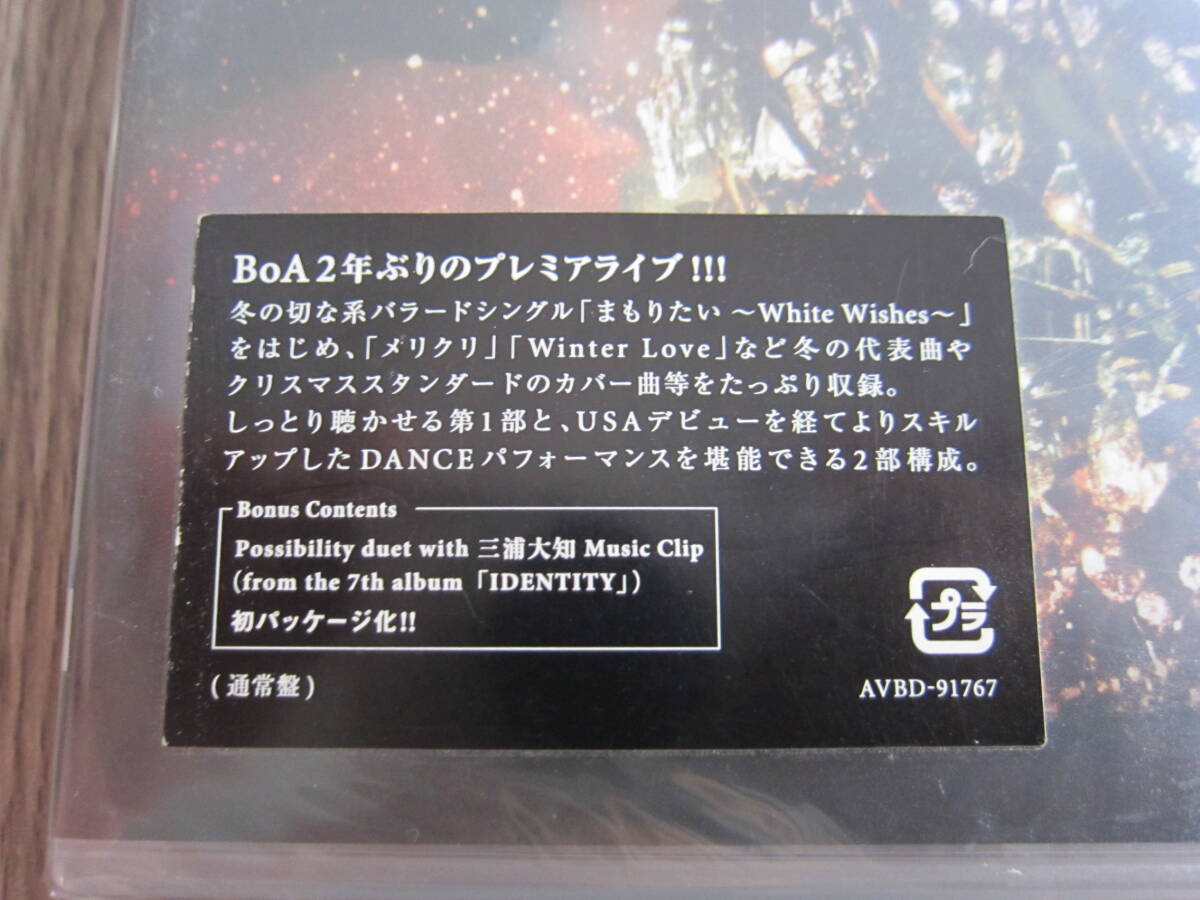 BoA 2年ぶりのプレミアライブ!!!
冬の切な系バラードシングル「まもりたい 〜White Wishes〜」
をはじめ、「メリクリ」「Winter Love」など冬の代表曲や
クリスマススタンダードのカバー曲等をたっぷり収録。
しっとり聴かせる第1部と、USAデビューを経てよりスキル
アップしたDANCEパフォーマンスを堪能できる2部構成。
Bonus Contents
Possibility duet with 三浦大知 Music Clip
(from the 7th album「IDENTITY」)
初パッケージ化!!
プラ
(通常盤)
AVBD-91767